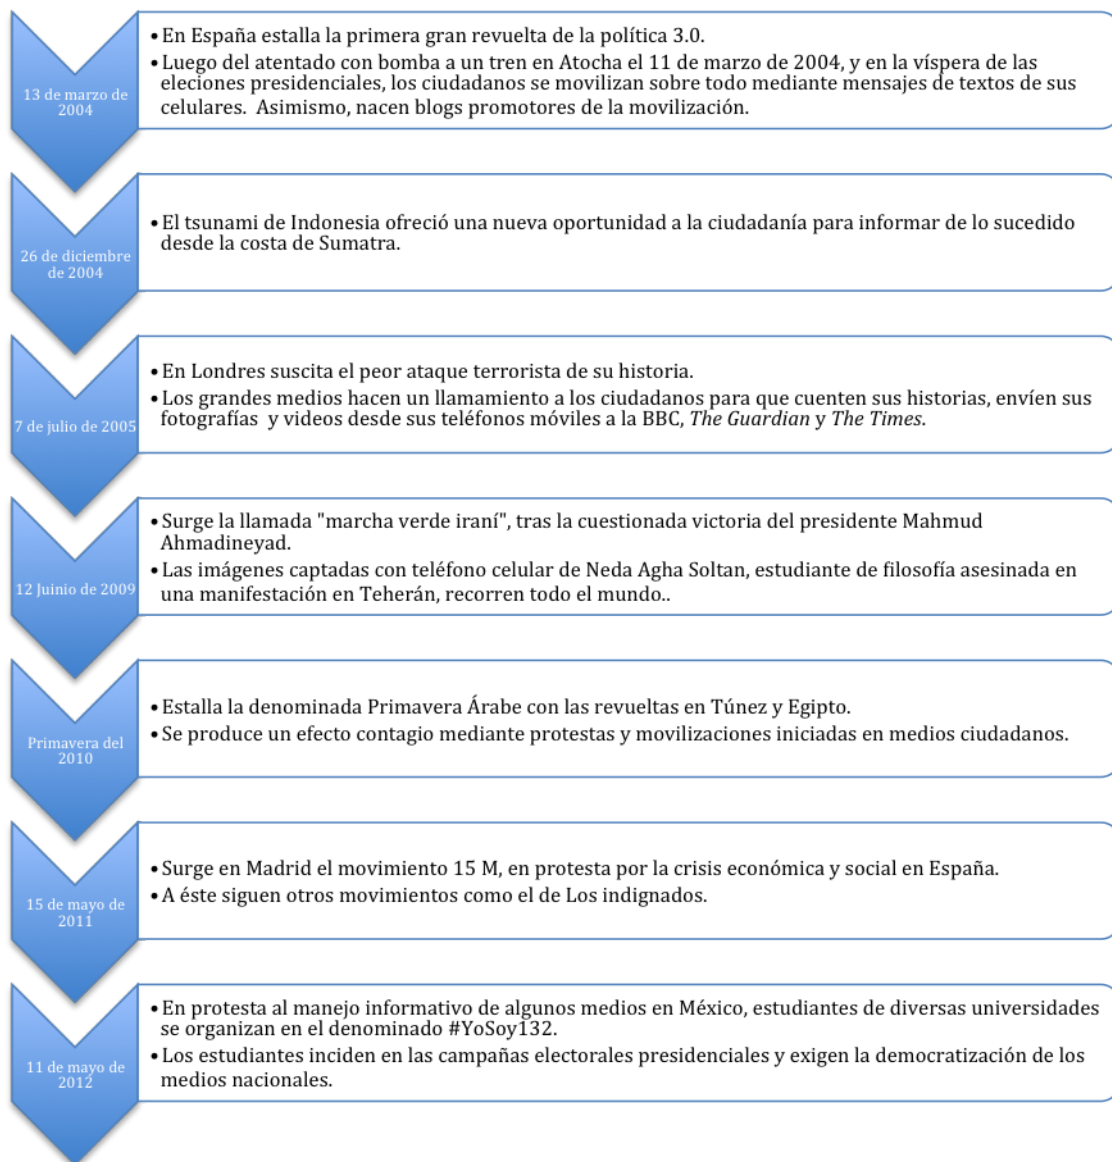 13 de marzo de
2004
• En España estalla la primera gran revuelta de la política 3.0.
• Luego del atentado con bomba a un tren en Atocha el 11 de marzo de 2004, y en la víspera de las
eleciones presidenciales, los ciudadanos se movilizan sobre todo mediante mensajes de textos de sus
celulares. Asimismo, nacen blogs promotores de la movilización.
26 de diciembre
de 2004
• El tsunami de Indonesia ofreció una nueva oportunidad a la ciudadanía para informar de lo sucedido
desde la costa de Sumatra.
7 de julio de 2005
• En Londres suscita el peor ataque terrorista de su historia.
• Los grandes medios hacen un llamamiento a los ciudadanos para que cuenten sus historias, envíen sus
fotografías y videos desde sus teléfonos móviles a la BBC, The Guardian y The Times.
12 Juinio de 2009
• Surge la llamada "marcha verde iraní", tras la cuestionada victoria del presidente Mahmud
Ahmadineyad.
• Las imágenes captadas con teléfono celular de Neda Agha Soltan, estudiante de filosofía asesinada en
una manifestación en Teherán, recorren todo el mundo..
Primavera del
2010
• Estalla la denominada Primavera Árabe con las revueltas en Túnez y Egipto.
• Se produce un efecto contagio mediante protestas y movilizaciones iniciadas en medios ciudadanos.
15 de mayo de
2011
• Surge en Madrid el movimiento 15 M, en protesta por la crisis económica y social en España.
• A éste siguen otros movimientos como el de Los indignados.
11 de mayo de
2012
• En protesta al manejo informativo de algunos medios en México, estudiantes de diversas universidades
se organizan en el denominado #YoSoy132.
• Los estudiantes inciden en las campañas electorales presidenciales y exigen la democratización de los
medios nacionales.